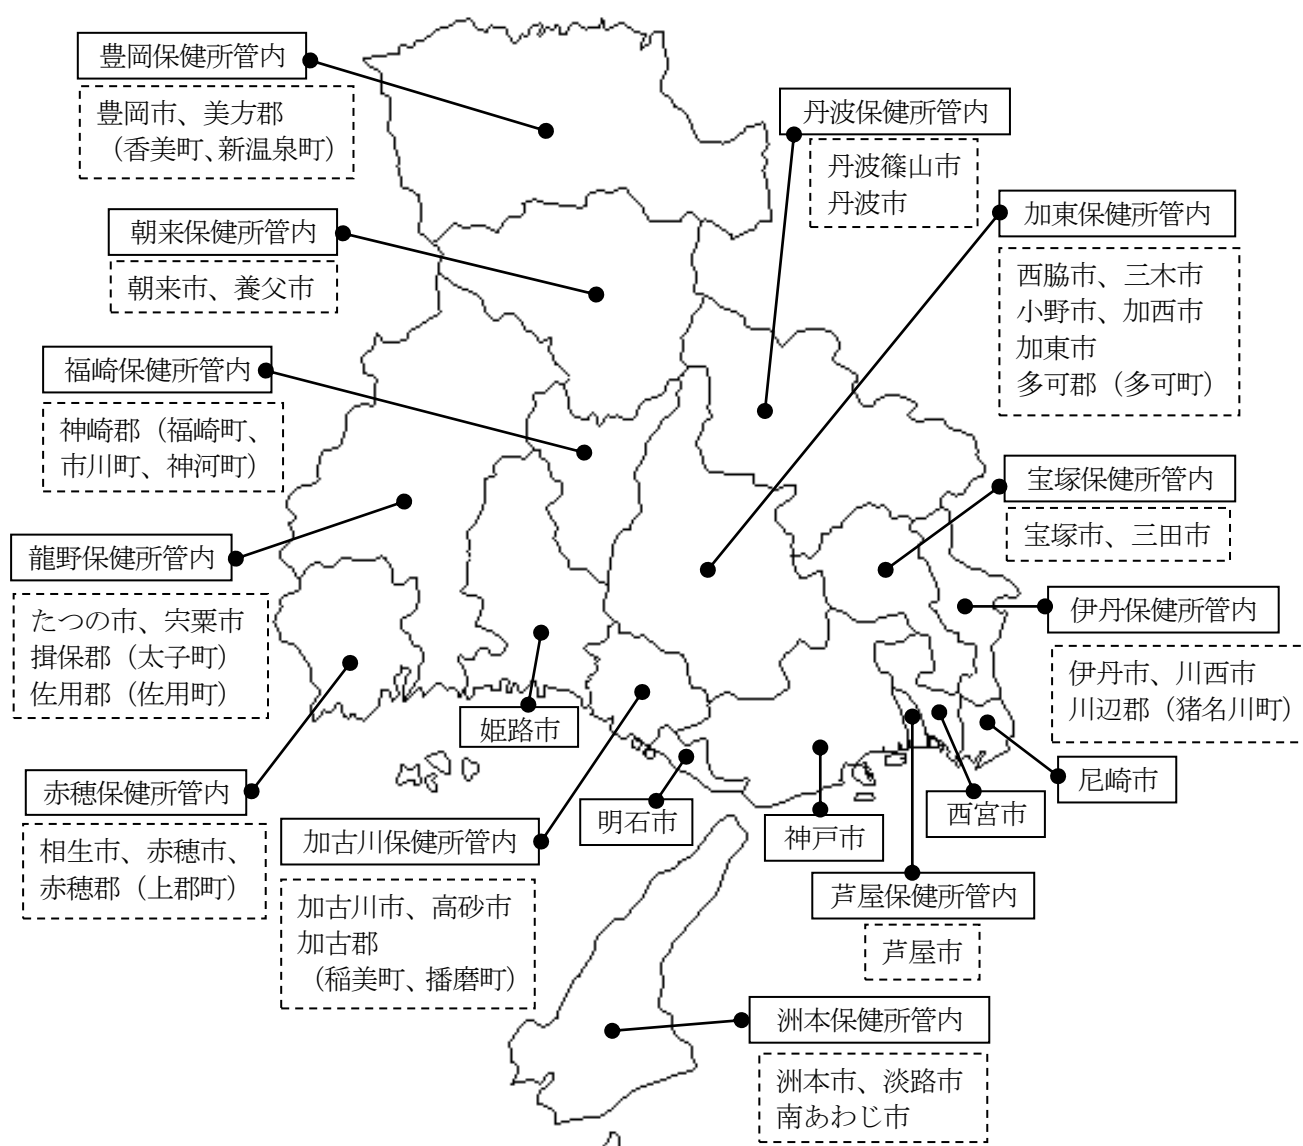 豊岡保健所管内
豊岡市、美方郡
（香美町、新温泉町）
丹波保健所管内
丹波篠山市
丹波市
朝来保健所管内
朝来市、養父市
加東保健所管内
西脇市、三木市
小野市、加西市
加東市
多可郡（多可町）
福崎保健所管内
神崎郡（福崎町、
市川町、神河町）
宝塚保健所管内
宝塚市、三田市
龍野保健所管内
たつの市、宍粟市
揖保郡（太子町）
佐用郡（佐用町）
伊丹保健所管内
伊丹市、川西市
川辺郡（猪名川町）
姫路市
尼崎市
赤穂保健所管内
相生市、赤穂市、
赤穂郡（上郡町）
西宮市
明石市
神戸市
加古川保健所管内
加古川市、高砂市
加古郡
（稲美町、播磨町）
芦屋保健所管内
芦屋市
洲本保健所管内
洲本市、淡路市
南あわじ市